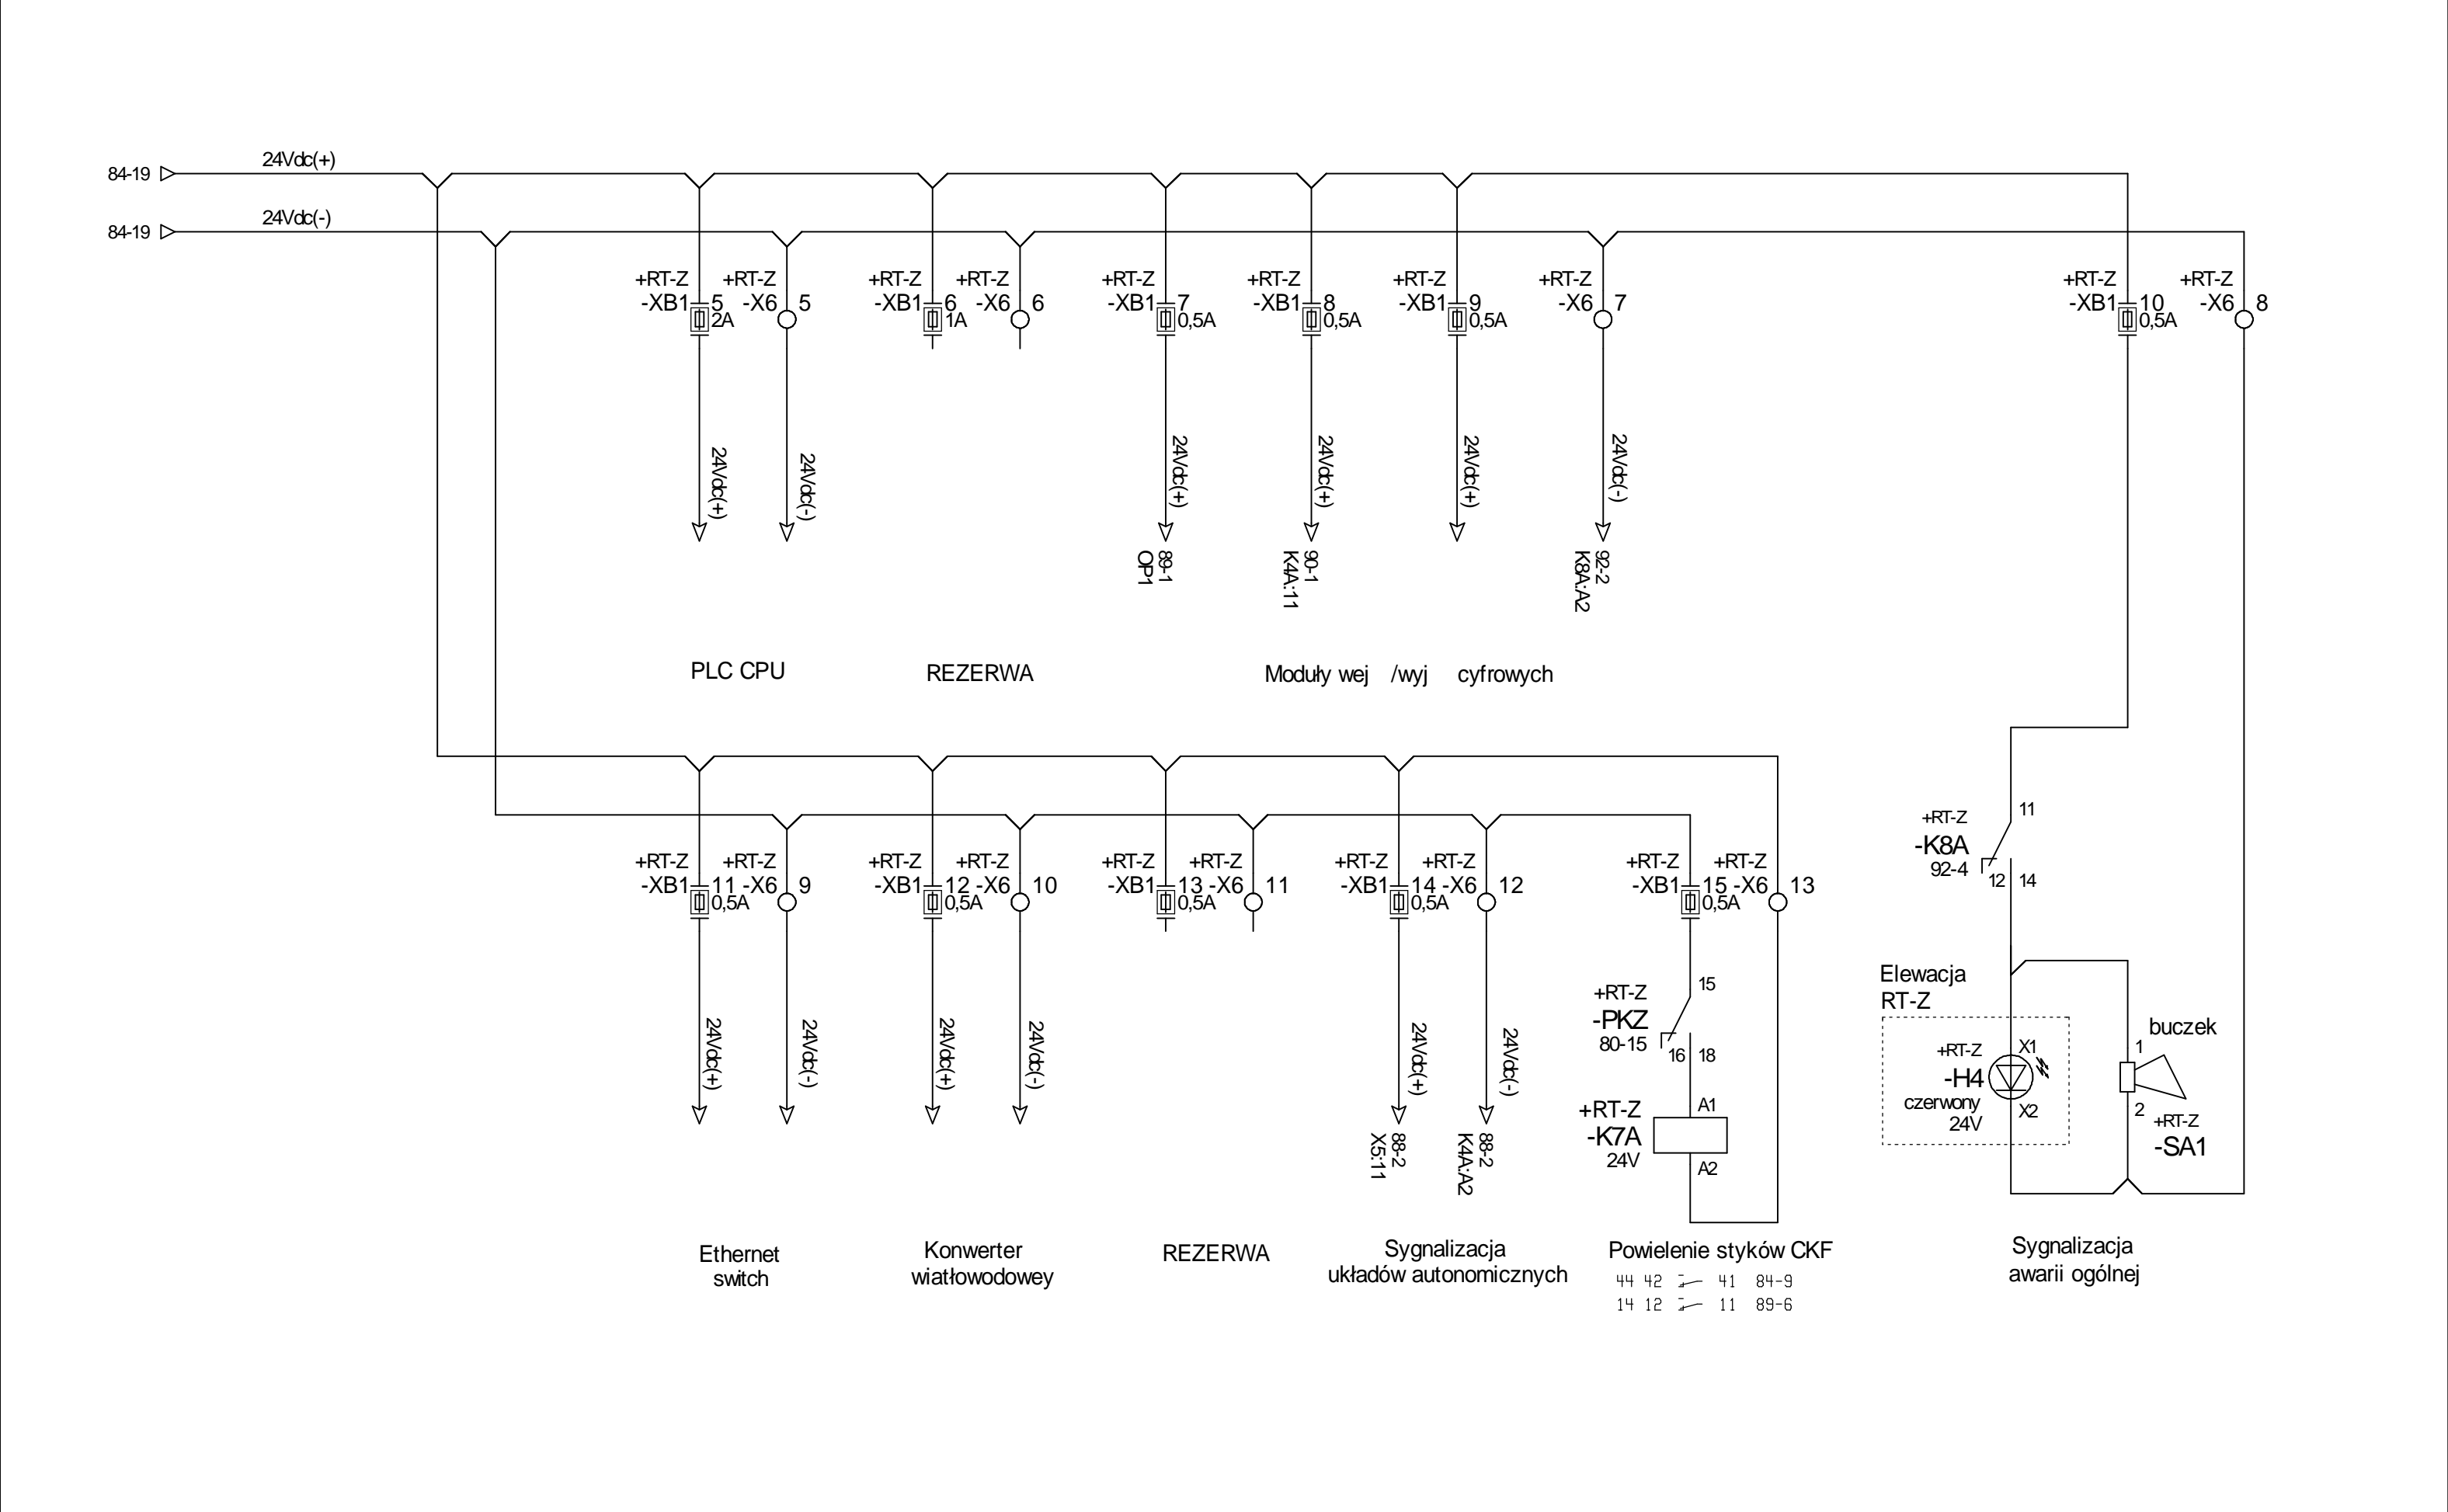 24Vdc(+)
84-19
24Vdc(-)
84-19
+RT-Z +RT-Z +RT-Z +RT-Z +RT-Z +RT-Z +RT-Z +RT-Z +RT-Z +RT-Z
-XB1 5 -X6 5 -XB1 6 -X6 6 -XB1 7 -XB1 8 -XB1 9 -X6 7 -XB1 10 -X6 8
2A 1A 0,5A 0,5A 0,5A 0,5A
24Vdc(+) 24Vdc(-) 24Vdc(+) 24Vdc(+) 24Vdc(+) 24Vdc(-)
89-1
OP1
90-1
K4A:11
92-2
K8A:A2
PLC CPU REZERWA Moduły wej /wyj cyfrowych
+RT-Z +RT-Z +RT-Z +RT-Z +RT-Z +RT-Z +RT-Z +RT-Z +RT-Z +RT-Z
-XB1 11 -X6 9 -XB1 12 -X6 10 -XB1 13 -X6 11 -XB1 14 -X6 12 -XB1 15 -X6 13
0,5A 0,5A 0,5A 0,5A 0,5A
24Vdc(+) 24Vdc(-) 24Vdc(+) 24Vdc(-) 24Vdc(+) 24Vdc(-)
88-2
X5:11
88-2
K4A:A2
15
+RT-Z
-PKZ
80-15
16 18
A1
+RT-Z
-K7A
24V
A2
11
+RT-Z
-K8A
92-4
12 14
Elewacja
RT-Z
X1
+RT-Z
-H4
czerwony
24V
X2
buczek
1
2
+RT-Z
-SA1
Ethernet
switch
Konwerter
wiatłowodowey
REZERWA
Sygnalizacja
układów autonomicznych
Powielenie styków CKF
44 42 41 84-9
14 12 11 89-6
Sygnalizacja
awarii ogólnej